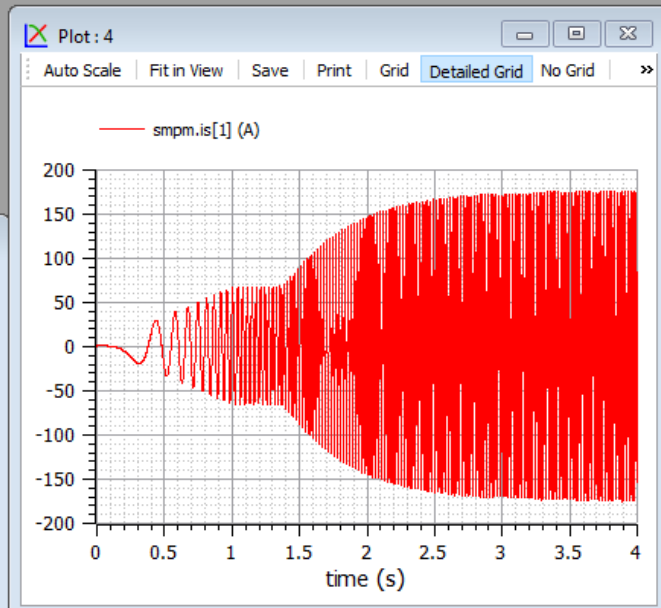 Plot : 4
Auto Scale Fit in View Save Print Grid Detailed Grid No Grid »
smpm.is[1] (A)
200
150
100
50
0
-50
-100
-150
-200
0 0.5 1 1.5 2 2.5 3 3.5 4
time (s)